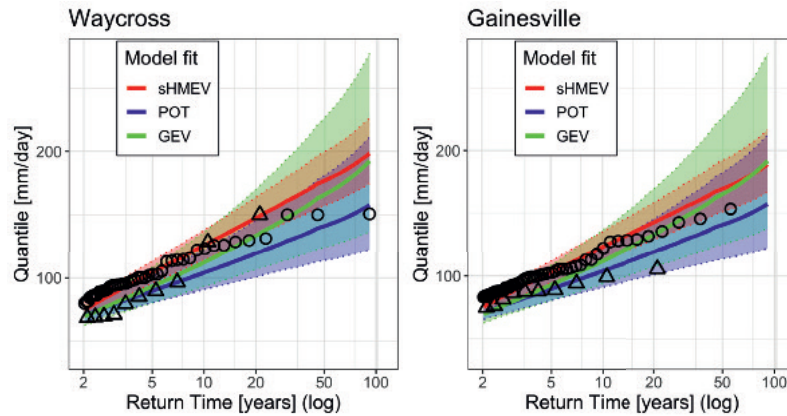 Waycross
Model fit
sHMEV
POT
GEV
Quantile [mm/day]
200
100
2 5 10 20 50 100
Return Time [years] (log)
Gainesville
Model fit
sHMEV
POT
GEV
Quantile [mm/day]
200
100
2 5 10 20 50 100
Return Time [years] (log)